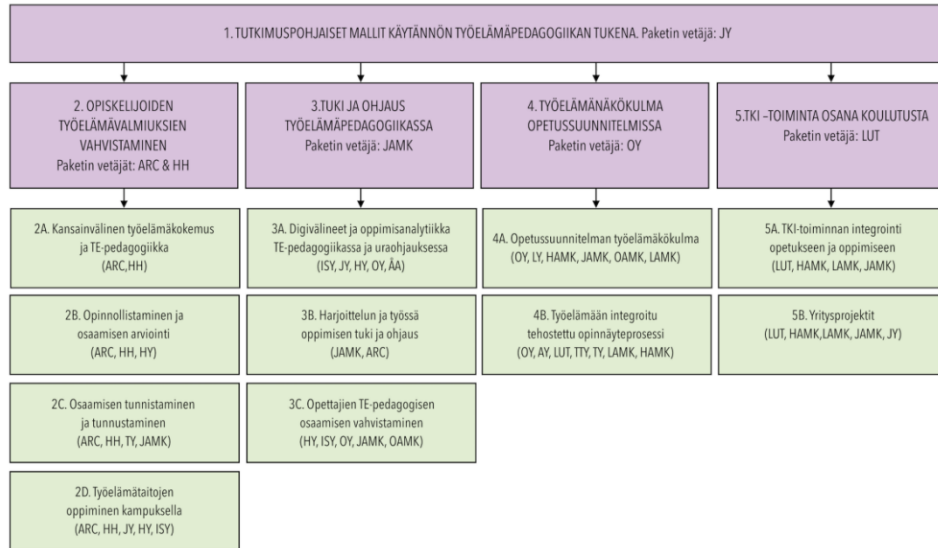 1. TUTKIMUSPOHJAISET MALLIT KÄYTÄNNÖN TYÖELÄMÄPEDAGOGIIKAN TUKENA. Paketin vetäjä: JY
2. OPISKELIJOIDEN
TYÖELÄMÄVALMIUKSIEN
VAHVISTAMINEN
Paketin vetäjät: ARC & HH
3.TUKI JA OHJAUS
TYÖELÄMÄPEDAGOGIIKASSA
Paketin vetäjä: JAMK
4. TYÖELÄMÄNÄKÖKULMA
OPETUSSUUNNITELMISSA
Paketin vetäjä: OY
5.TKI –TOIMINTA OSANA KOULUTUSTA
Paketin vetäjä: LUT
2A. Kansainvälinen työelämäkokemus
ja TE-pedagogiikka
(ARC,HH)
2B. Opinnollistaminen ja
osaamisen arviointi
(ARC, HH, HY)
2C. Osaamisen tunnistaminen
ja tunnustaminen
(ARC, HH, TY, JAMK)
2D. Työelämätaitojen
oppiminen kampuksella
(ARC, HH, JY, HY, ISY)
3A. Digivälineet ja oppimisanalytiikka
TE-pedagogiikassa ja uraohjauksessa
(ISY, JY, HY, OY, ÅA)
3B. Harjoittelun ja työssä
oppimisen tuki ja ohjaus
(JAMK, ARC)
3C. Opettajien TE-pedagogisen
osaamisen vahvistaminen
(HY, ISY, OY, JAMK, OAMK)
4A. Opetussuunnitelman työelämäkökulma
(OY, LY, HAMK, JAMK, OAMK, LAMK)
4B. Työelämään integroitu
tehostettu opinnäyteprosessi
(OY, AY, LUT, TTY, TY, LAMK, HAMK)
5A. TKI-toiminnan integrointi
opetukseen ja oppimiseen
(LUT, HAMK, LAMK, JAMK)
5B. Yritysprojektit
(LUT, HAMK,LAMK, JAMK, JY)